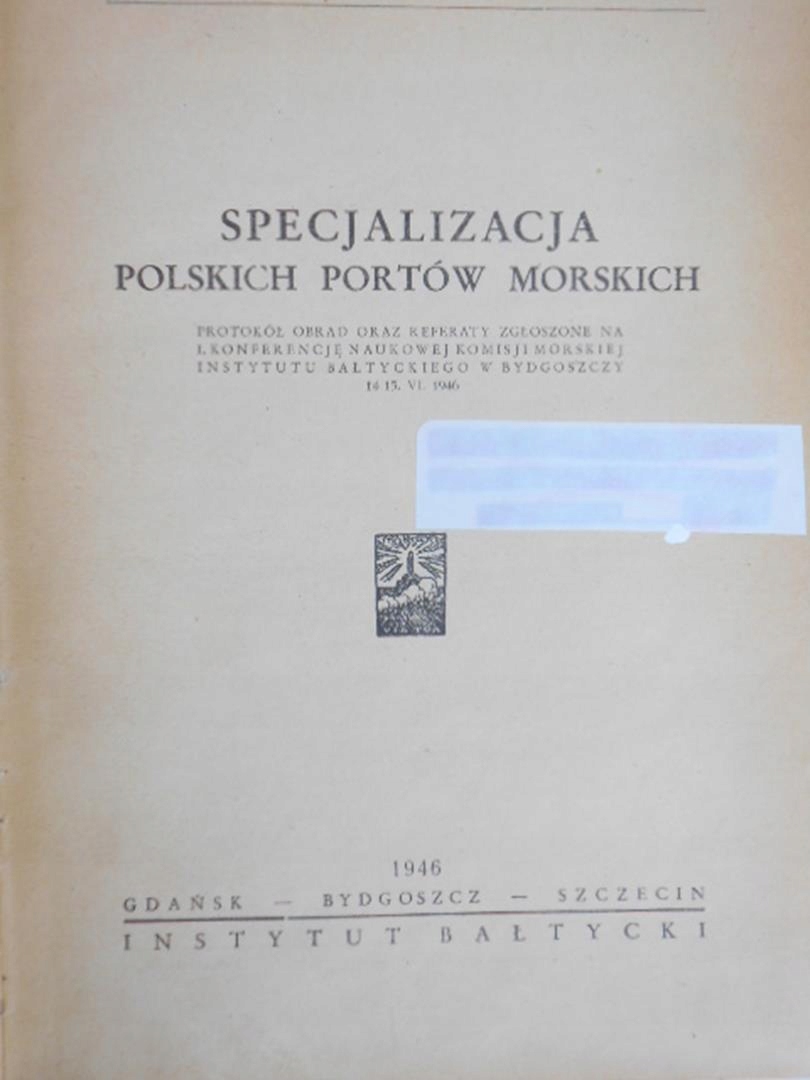 SPECJALIZACJA
POLSKICH PORTÓW MORSKICH
PROTOKÓŁ OBRAD ORAZ REFERATY ZGŁOSZONE NA
I. KONFERENCJĘ NAUKOWEJ KOMISJI MORSKIEJ
INSTYTUTU BAŁTYCKIEGO W BYDGOSZCZY
14 15. VI. 1946
1946
GDAŃSK — BYDGOSZCZ — SZCZECIN
INSTYTUT BAŁTYCKI